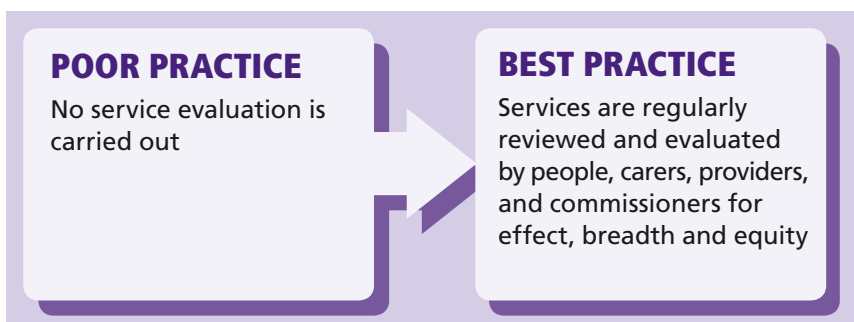 POOR PRACTICE
No service evaluation is
carried out
BEST PRACTICE
Services are regularly
reviewed and evaluated
by people, carers, providers,
and commissioners for
effect, breadth and equity